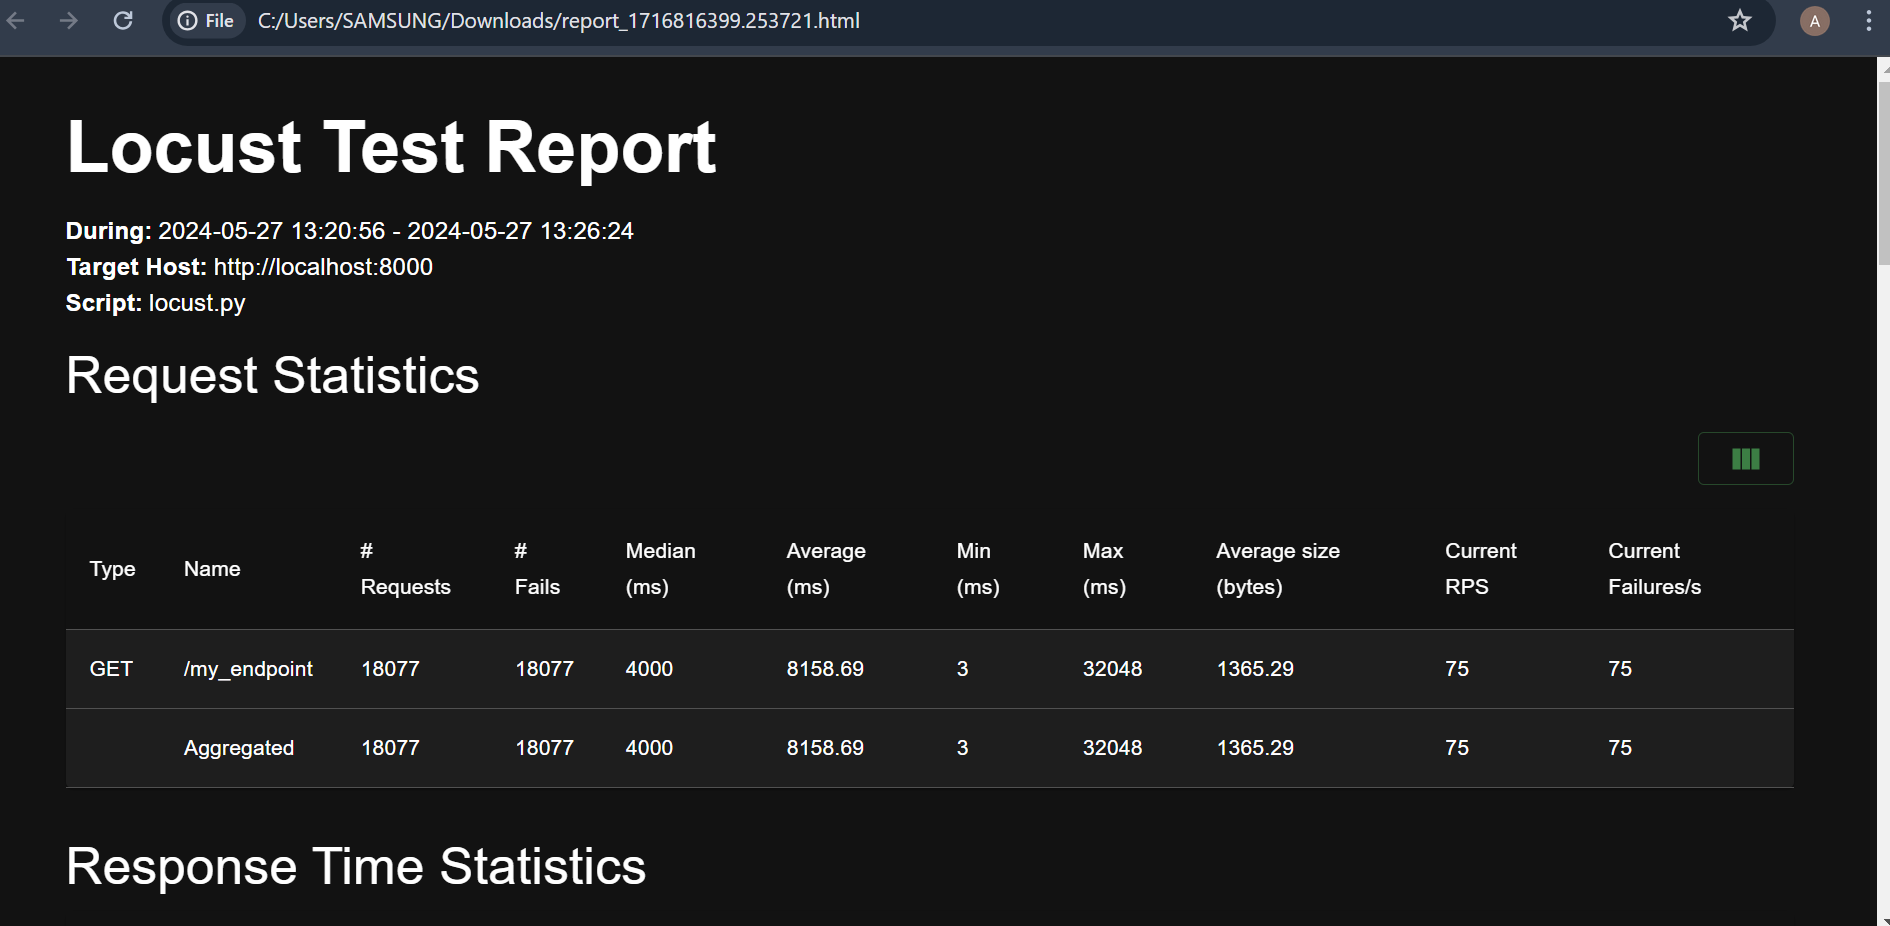 File C:/Users/SAMSUNG/Downloads/report_1716816399.253721.html
A
Locust Test Report
During: 2024-05-27 13:20:56 - 2024-05-27 13:26:24
Target Host: http://localhost:8000
Script: locust.py
Request Statistics
Type Name # Requests # Fails Median (ms) Average (ms) Min (ms) Max (ms) Average size (bytes) Current RPS Current Failures/s
GET /my_endpoint 18077 18077 4000 8158.69 3 32048 1365.29 75 75
Aggregated 18077 18077 4000 8158.69 3 32048 1365.29 75 75
Response Time Statistics